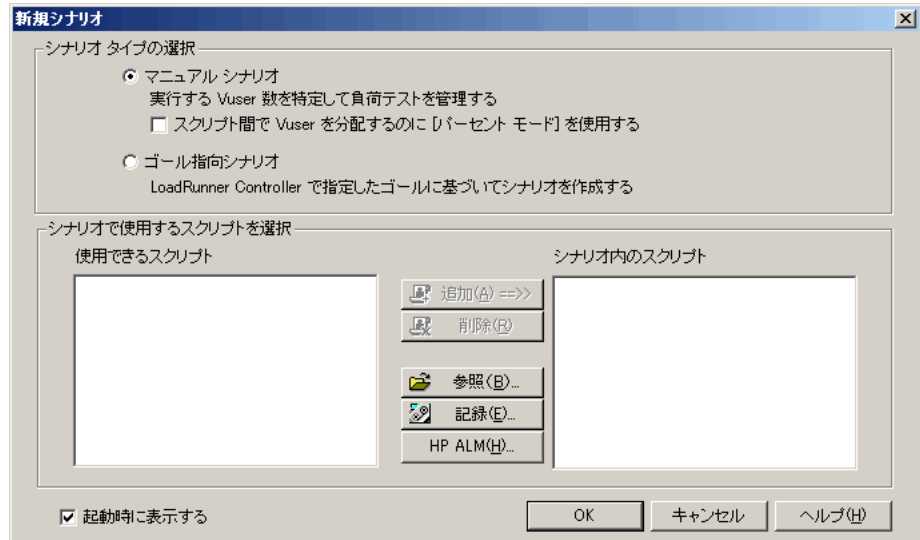 新規シナリオ
シナリオ タイプの選択
マニュアル シナリオ
実行する Vuser 数を特定して負荷テストを管理する
スクリプト間で Vuser を分配するのに [パーセント モード] を使用する
ゴール指向シナリオ
LoadRunner Controller で指定したゴールに基づいてシナリオを作成する
シナリオで使用するスクリプトを選択
使用できるスクリプト
シナリオ内のスクリプト
追加(A) ==>>
削除(R)
参照(B)...
記録(E)...
HP ALM(H)...
起動時に表示する
OK
キャンセル
ヘルプ(H)